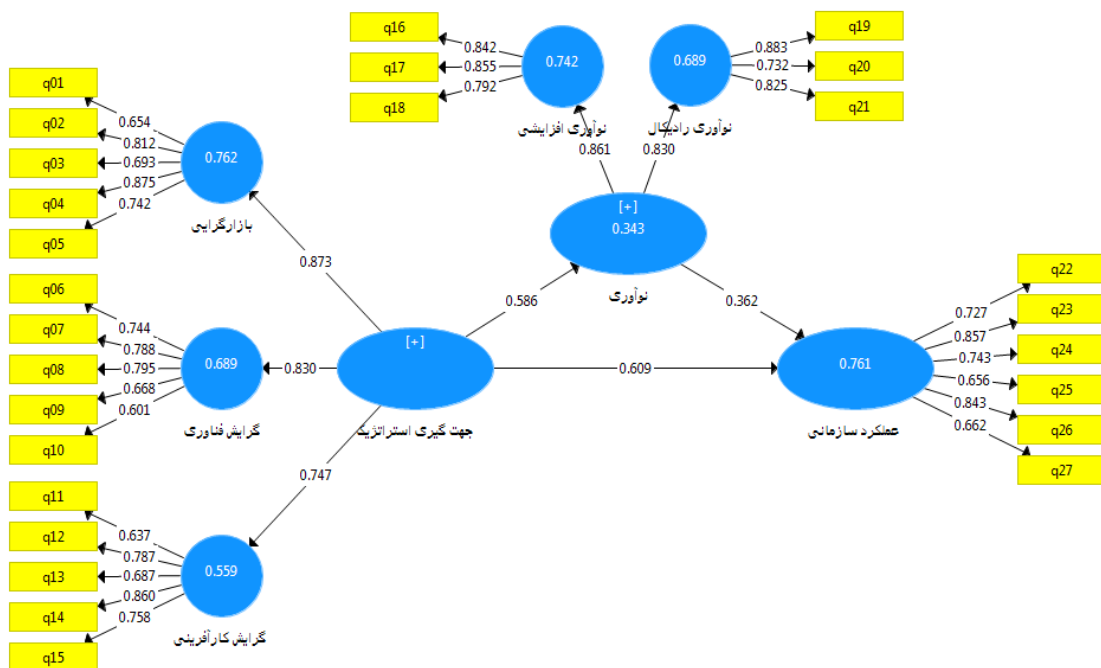 q16
q17
q18
0.842
0.855
0.792
0.742
نوآوری افزایشی
0.689
نوآوری رادیکال
0.883
0.732
0.825
q19
q20
q21
0.861
0.830
q01
q02
q03
q04
q05
0.654
0.812
0.693
0.875
0.742
0.762
بازارگرایی
0.873
[+]
0.343
نوآوری
0.586
0.362
q06
q07
q08
q09
q10
0.744
0.788
0.795
0.668
0.601
0.689
گرایش فناوری
0.830
[+]
جهت گیری استراتژیک
0.609
0.761
عملکرد سازمانی
0.727
0.857
0.743
0.656
0.843
0.662
q22
q23
q24
q25
q26
q27
0.747
q11
q12
q13
q14
q15
0.637
0.787
0.687
0.860
0.758
0.559
گرایش کارآفرینی